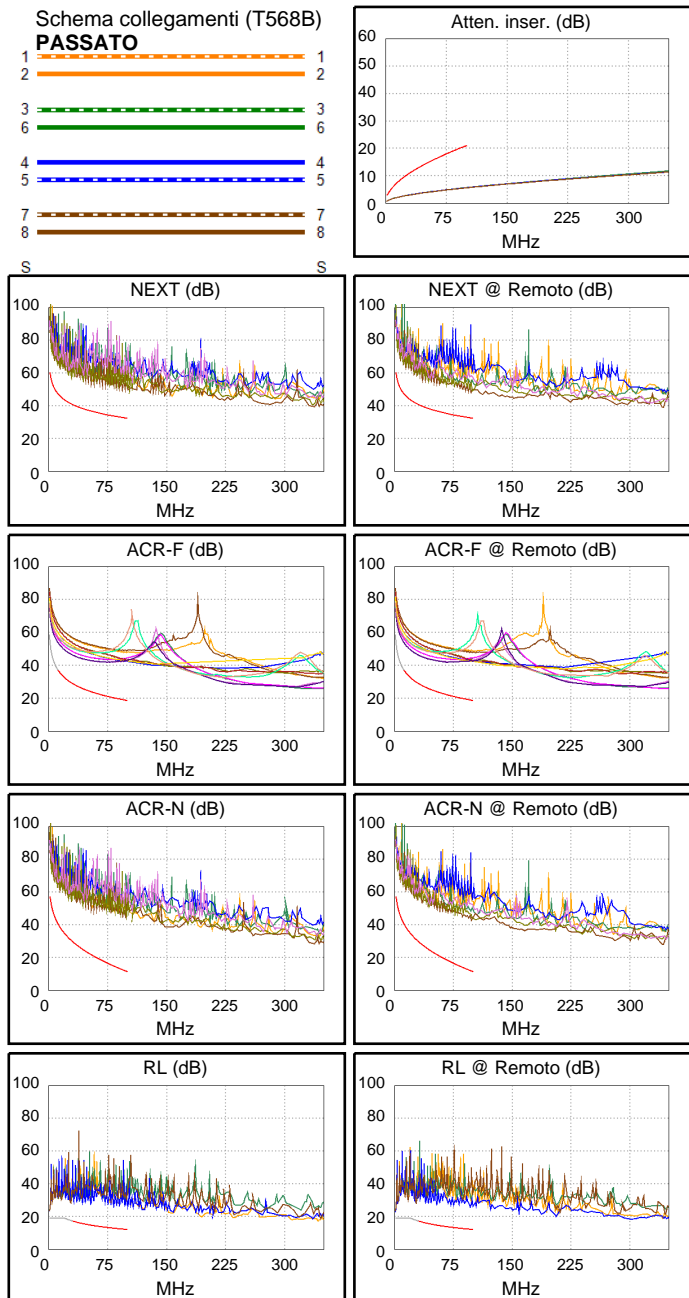 Schema collegamenti (T568B)
PASSATO
1 1
2 2
3 3
6 6
4 4
5 5
7 7
8 8
S S
Atten. inser. (dB)
60
50
40
30
20
10
0
0 75 150 225 300
MHz
NEXT (dB)
100
80
60
40
20
0
0 75 150 225 300
MHz
NEXT @ Remoto (dB)
100
80
60
40
20
0
0 75 150 225 300
MHz
ACR-F (dB)
100
80
60
40
20
0
0 75 150 225 300
MHz
ACR-F @ Remoto (dB)
100
80
60
40
20
0
0 75 150 225 300
MHz
ACR-N (dB)
100
80
60
40
20
0
0 75 150 225 300
MHz
ACR-N @ Remoto (dB)
100
80
60
40
20
0
0 75 150 225 300
MHz
RL (dB)
100
80
60
40
20
0
0 75 150 225 300
MHz
RL @ Remoto (dB)
100
80
60
40
20
0
0 75 150 225 300
MHz